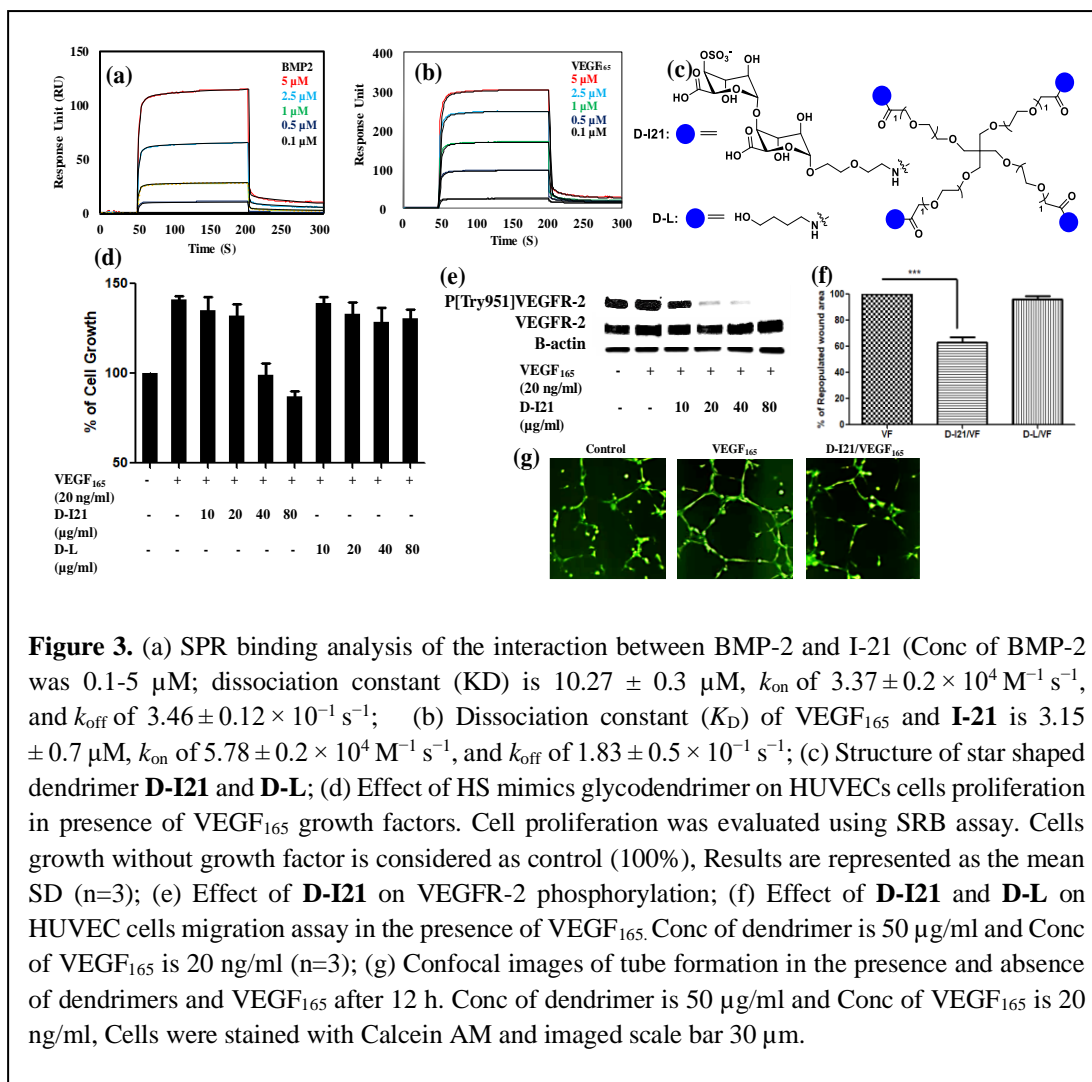 (a)
BMP2
5 µM
2.5 µM
1 µM
0.5 µM
0.1 µM
Response Unit (RU)
150
100
50
0
0 50 100 150 200 250 300
Time (S)
(b)
VEGF₁₆₅
5 µM
2.5 µM
1 µM
0.5 µM
0.1 µM
Response Unit
400
300
200
100
0
0 50 100 150 200 250 300
Time (S)
(c)
D-I21:
D-L:
(d)
% of Cell Growth
150
100
50
VEGF₁₆₅ - + + + + + + + + +
(20 ng/ml)
D-I21 - - 10 20 40 80 - - - -
(µg/ml)
D-L - - - - - - 10 20 40 80
(µg/ml)
(e)
P[Try951]VEGFR-2
VEGFR-2
B-actin
VEGF₁₆₅ - + + + + +
(20 ng/ml)
D-I21 - - 10 20 40 80
(µg/ml)
(f)
***
% of Repopulated wound area
100
80
60
40
20
0
VF D-I21/VF D-L/VF
(g)
Control VEGF₁₆₅ D-I21/VEGF₁₆₅
Figure 3. (a) SPR binding analysis of the interaction between BMP-2 and I-21 (Conc of BMP-2
was 0.1-5 µM; dissociation constant (KD) is 10.27 ± 0.3 µM, kon of 3.37 ± 0.2 × 10⁴ M⁻¹ s⁻¹,
and koff of 3.46 ± 0.12 × 10⁻¹ s⁻¹; (b) Dissociation constant (KD) of VEGF₁₆₅ and I-21 is 3.15
± 0.7 µM, kon of 5.78 ± 0.2 × 10⁴ M⁻¹ s⁻¹, and koff of 1.83 ± 0.5 × 10⁻¹ s⁻¹; (c) Structure of star shaped
dendrimer D-I21 and D-L; (d) Effect of HS mimics glycodendrimer on HUVECs cells proliferation
in presence of VEGF₁₆₅ growth factors. Cell proliferation was evaluated using SRB assay. Cells
growth without growth factor is considered as control (100%), Results are represented as the mean
SD (n=3); (e) Effect of D-I21 on VEGFR-2 phosphorylation; (f) Effect of D-I21 and D-L on
HUVEC cells migration assay in the presence of VEGF₁₆₅. Conc of dendrimer is 50 µg/ml and Conc
of VEGF₁₆₅ is 20 ng/ml (n=3); (g) Confocal images of tube formation in the presence and absence
of dendrimers and VEGF₁₆₅ after 12 h. Conc of dendrimer is 50 µg/ml and Conc of VEGF₁₆₅ is 20
ng/ml, Cells were stained with Calcein AM and imaged scale bar 30 µm.